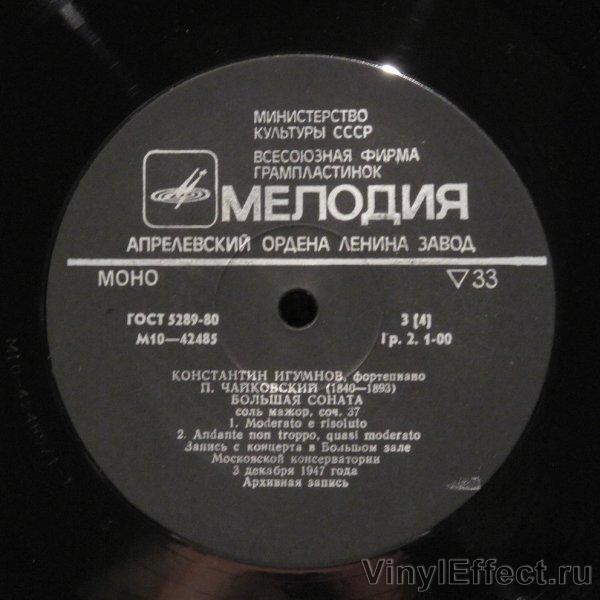 МИНИСТЕРСТВО
КУЛЬТУРЫ СССР
ВСЕСОЮЗНАЯ ФИРМА
ГРАМПЛАСТИНОК
МЕЛОДИЯ
АПРЕЛЕВСКИЙ ОРДЕНА ЛЕНИНА ЗАВОД
МОНО ▽33
ГОСТ 5289-80 3 [4]
М10—42485 Гр. 2. 1-00
КОНСТАНТИН ИГУМНОВ, фортепиано
П. ЧАЙКОВСКИЙ (1840—1893)
БОЛЬШАЯ СОНАТА
соль мажор, соч. 37
1. Moderato e risoluto
2. Andante non troppo, quasi moderato
Запись с концерта в Большом зале
Московской консерватории
3 декабря 1947 года
Архивная запись
VinylEffect.ru